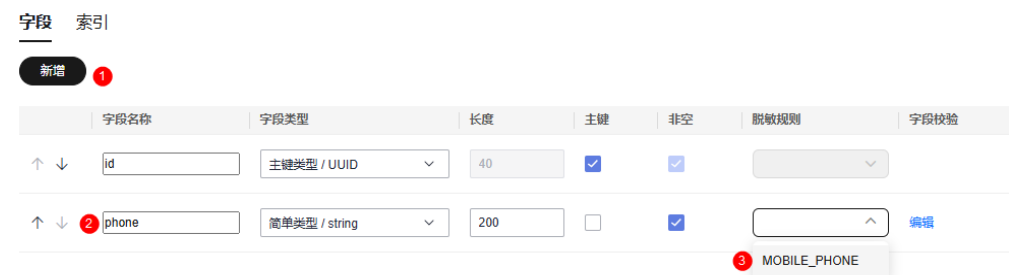 字段 索引
新增 1
字段名称 字段类型 长度 主键 非空 脱敏规则 字段校验
id 主键类型 / UUID 40
2 phone 简单类型 / string 200 编辑
3 MOBILE_PHONE